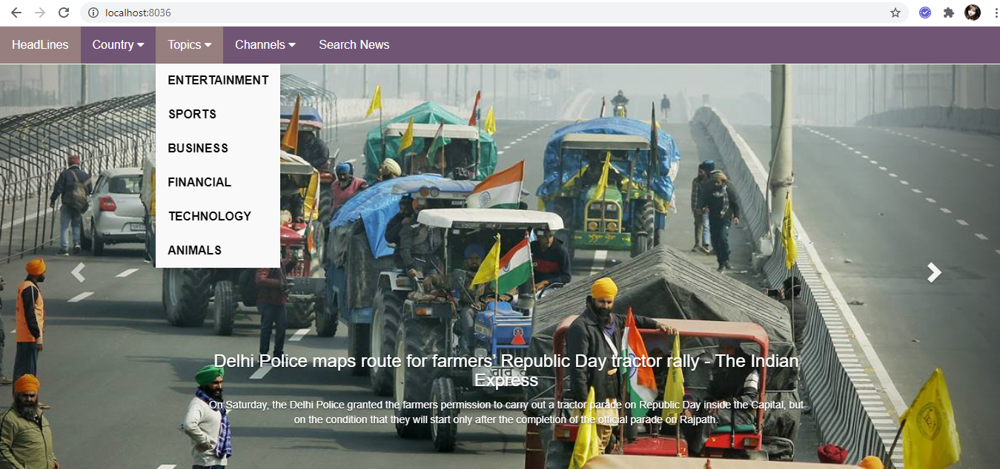 localhost:8036
HeadLines Country Topics Channels Search News
ENTERTAINMENT
SPORTS
BUSINESS
FINANCIAL
TECHNOLOGY
ANIMALS
Delhi Police maps route for farmers’ Republic Day tractor rally - The Indian
Express
On Saturday, the Delhi Police granted the farmers permission to carry out a tractor parade on Republic Day inside the Capital, but
on the condition that they will start only after the completion of the official parade on Rajpath.